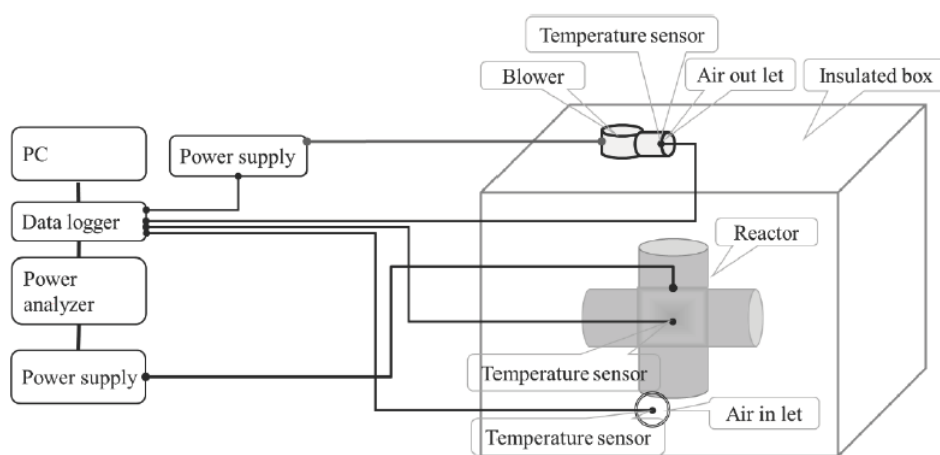 Temperature sensor
Blower
Air out let
Insulated box
PC
Power supply
Data logger
Reactor
Power
analyzer
Power supply
Temperature sensor
Air in let
Temperature sensor